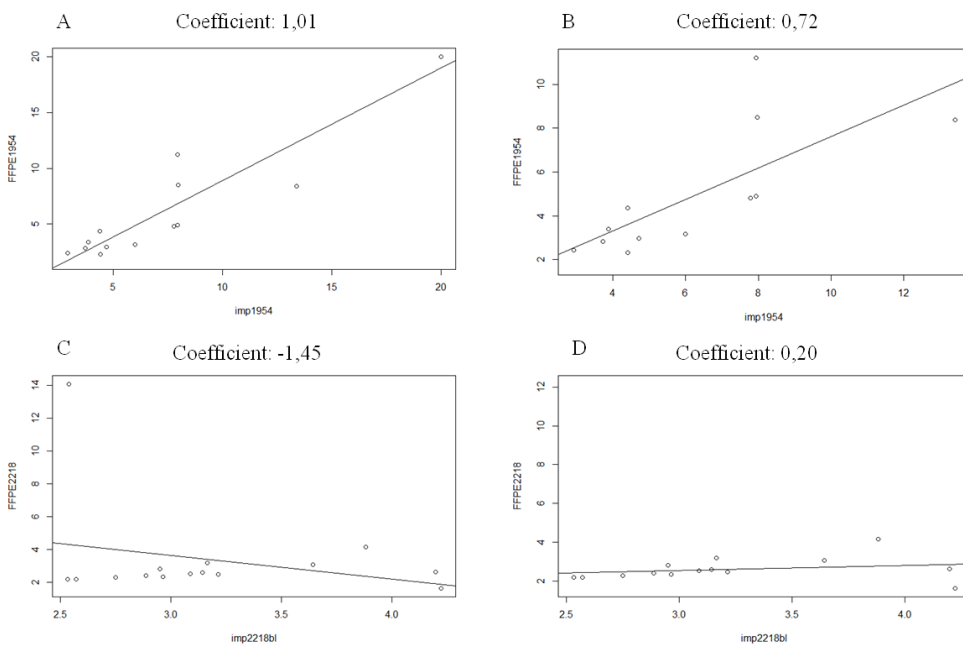 A
Coefficient: 1,01
B
Coefficient: 0,72
20
15
10
5
FFPE1954
5
10
15
20
imp1954
10
8
6
4
2
FFPE1954
4
6
8
10
12
imp1954
C
Coefficient: -1,45
D
Coefficient: 0,20
14
12
10
8
6
4
2
FFPE2218
2.5
3.0
3.5
4.0
imp2218bl
12
10
8
6
4
2
FFPE2218
2.5
3.0
3.5
4.0
imp2218bl